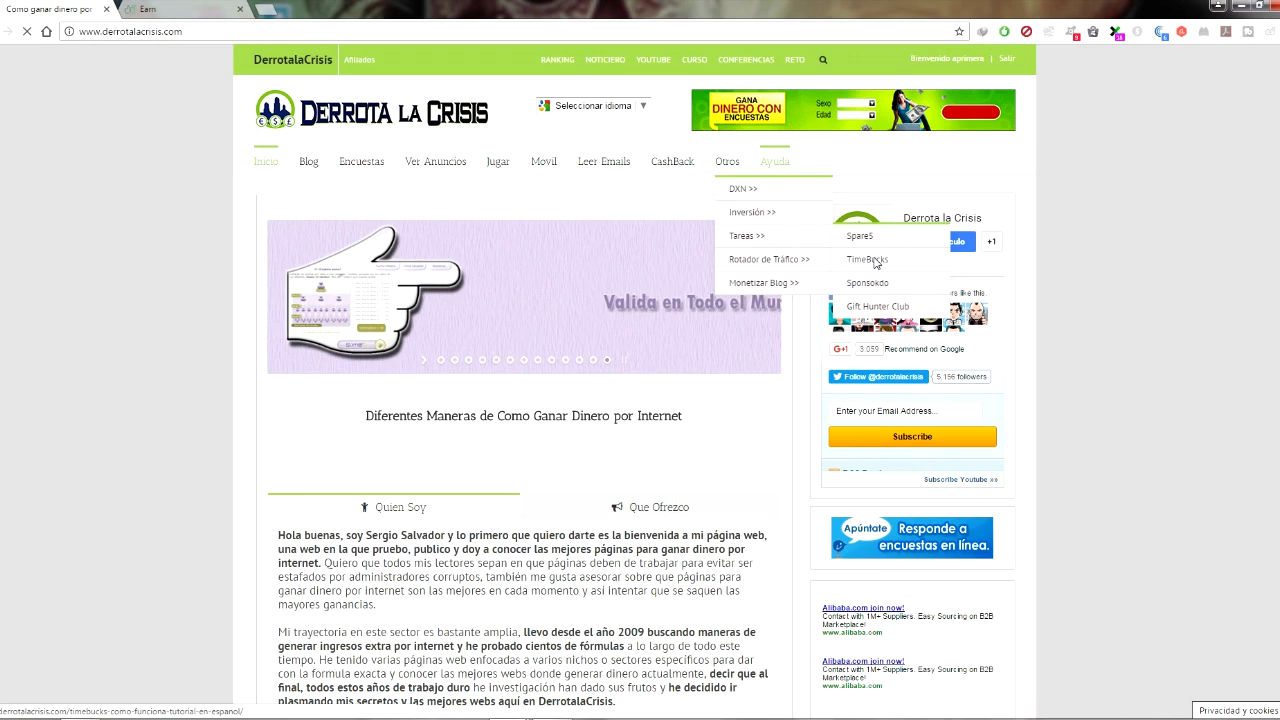 Como ganar dinero por
Earn
www.derrotalacrisis.com
DerrotalaCrisis
Afiliados
RANKING NOTICIERO YOUTUBE CURSO CONFERENCIAS RETO
Bienvenido aprimera | Salir
DERROTA LA CRISIS
Seleccionar idioma ▼
GANA
DINERO CON
ENCUESTAS
Sexo
Edad
Inicio Blog Encuestas Ver Anuncios Jugar Movil Leer Emails CashBack Otros Ayuda
DXN >>
Inversión >>
Tareas >>
Rotador de Tráfico >>
Monetizar Blog >>
Spare5
TimeBucks
Sponsokdo
Gift Hunter Club
Valida en Todo el Mun
Derrota la Crisis
+1
ers like this.
G+1 3.059 Recommend on Google
Follow @derrotalacrisis 5,156 followers
Enter your Email Address...
Subscribe
Subscribe Youtube »»
Diferentes Maneras de Como Ganar Dinero por Internet
Quien Soy
Que Ofrezco
Apúntate
Responde a
encuestas en línea.
Hola buenas, soy Sergio Salvador y lo primero que quiero darte es la bienvenida a mi página web,
una web en la que pruebo, publico y doy a conocer las mejores páginas para ganar dinero por
internet. Quiero que todos mis lectores sepan en que páginas deben de trabajar para evitar ser
estafados por administradores corruptos, también me gusta asesorar sobre que páginas para
ganar dinero por internet son las mejores en cada momento y así intentar que se saquen las
mayores ganancias.
Mi trayectoria en este sector es bastante amplia, llevo desde el año 2009 buscando maneras de
generar ingresos extra por internet y he probado cientos de fórmulas a lo largo de todo este
tiempo. He tenido varias páginas web enfocadas a varios nichos o sectores específicos para dar
con la formula exacta y conocer las mejores webs donde generar dinero actualmente, decir que al
final, todos estos años de trabajo duro he investigación han dado sus frutos y he decidido ir
plasmando mis secretos y las mejores webs aquí en DerrotalaCrisis.
Alibaba.com join now!
Contact with 1M+ Suppliers. Easy Sourcing on B2B
Marketplace!
www.alibaba.com
Alibaba.com join now!
Contact with 1M+ Suppliers. Easy Sourcing on B2B
Marketplace!
www.alibaba.com
derrotalacrisis.com/timebucks-como-funciona-tutorial-en-espanol/
Privacidad y cookies